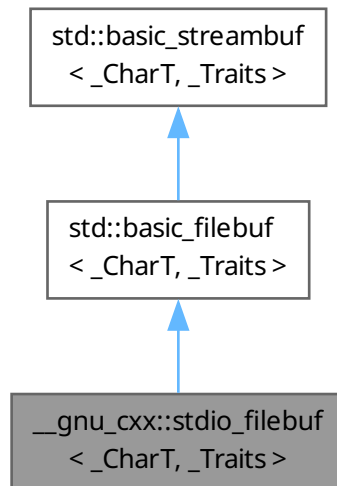 std::basic_streambuf
< _CharT, _Traits >
std::basic_filebuf
< _CharT, _Traits >
__gnu_cxx::stdio_filebuf
< _CharT, _Traits >